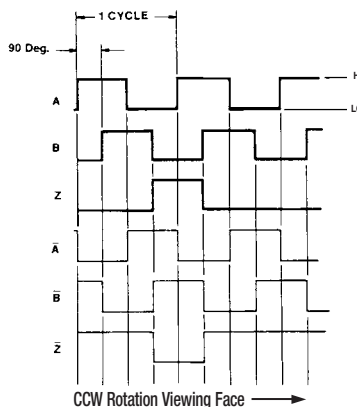 1 CYCLE
90 Deg.
A
B
Z
A̅
B̅
Z̅
CCW Rotation Viewing Face